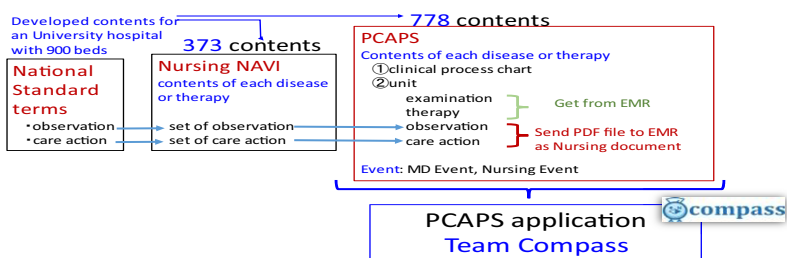 Developed contents for
an University hospital
with 900 beds
373 contents
778 contents
National
Standard
terms
・observation
・care action
Nursing NAVI
contents of each disease
or therapy
set of observation
set of care action
PCAPS
Contents of each disease or therapy
①clinical process chart
②unit
examination
therapy
observation
care action
Get from EMR
Send PDF file to EMR
as Nursing document
Event: MD Event, Nursing Event
PCAPS application
Team Compass
compass